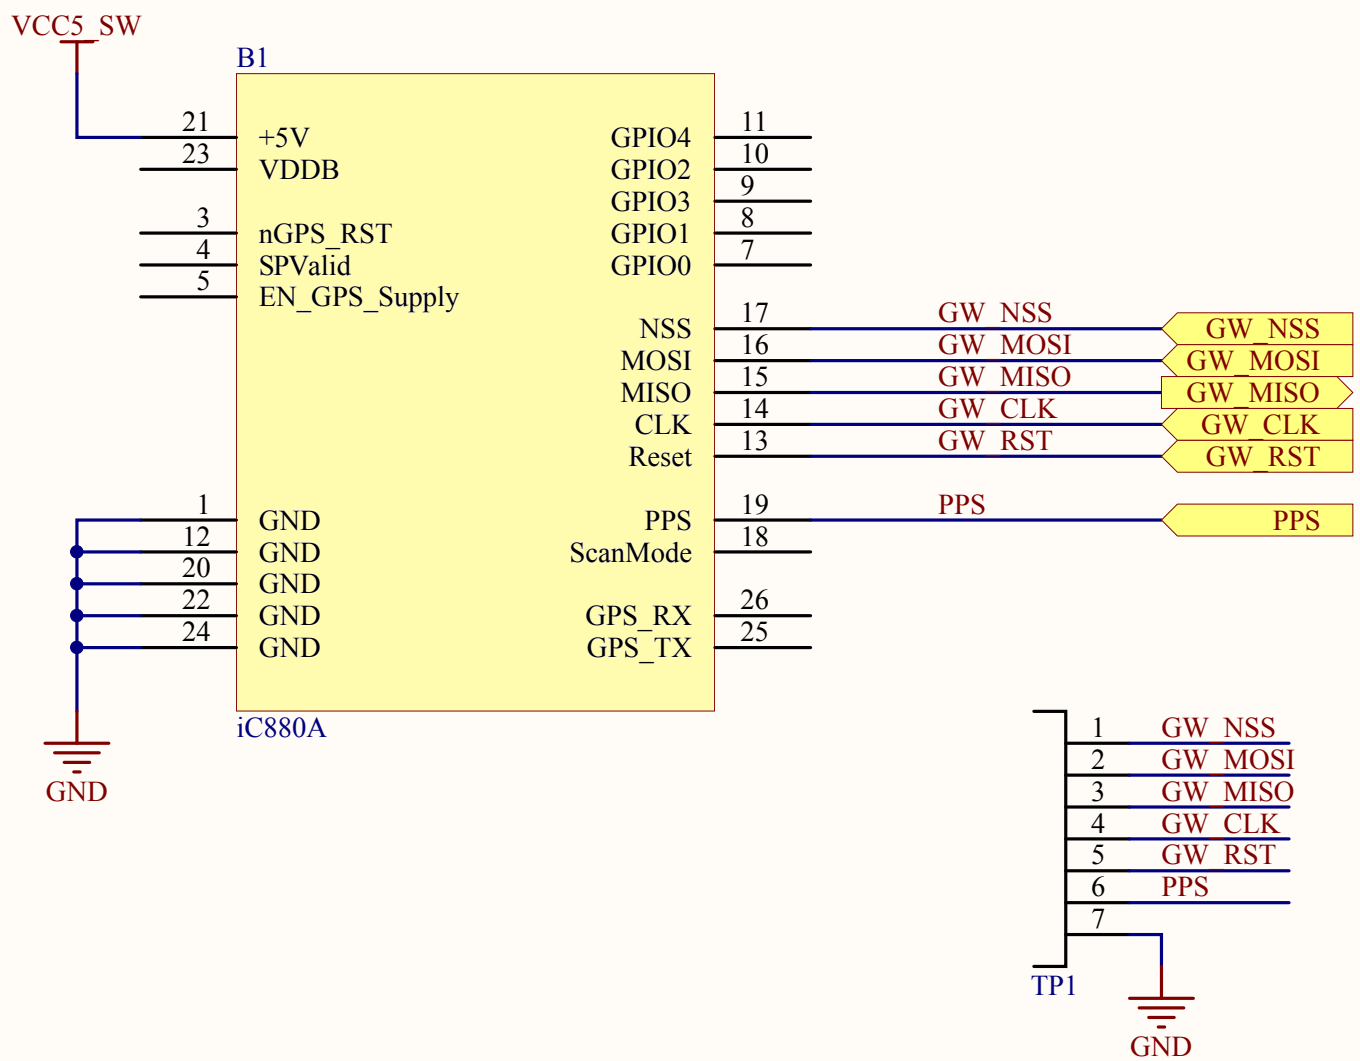 VCC5_SW
B1
21 +5V
23 VDDB
3 nGPS_RST
4 SPValid
5 EN_GPS_Supply
1 GND
12 GND
20 GND
22 GND
24 GND
GND
GPIO4 11
GPIO2 10
GPIO3 9
GPIO1 8
GPIO0 7
NSS 17 GW_NSS GW_NSS
MOSI 16 GW_MOSI GW_MOSI
MISO 15 GW_MISO GW_MISO
CLK 14 GW_CLK GW_CLK
Reset 13 GW_RST GW_RST
PPS 19 PPS PPS
ScanMode 18
GPS_RX 26
GPS_TX 25
iC880A
1 GW_NSS
2 GW_MOSI
3 GW_MISO
4 GW_CLK
5 GW_RST
6 PPS
7
TP1
GND